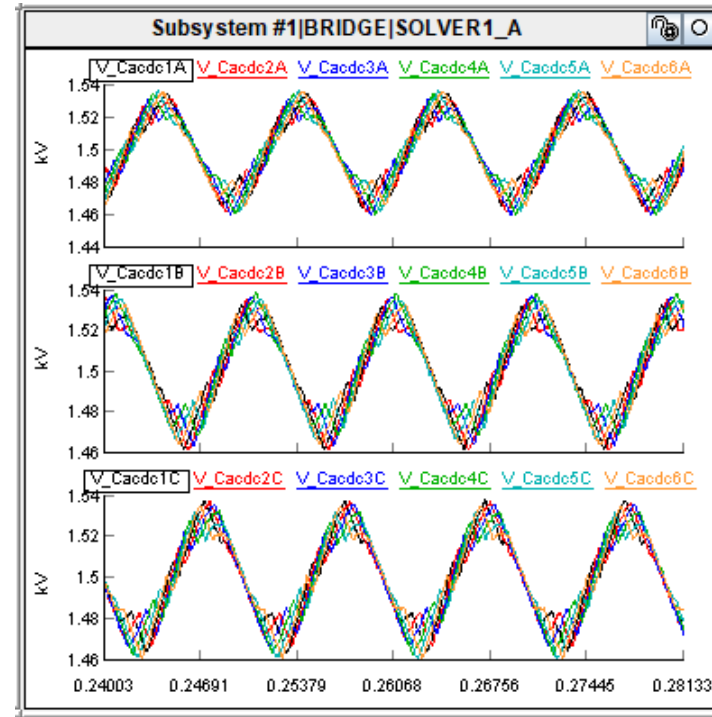 Subsystem #1|BRIDGE|SOLVER1_A
V_Cacdc1A V_Cacdc2A V_Cacdc3A V_Cacdc4A V_Cacdc5A V_Cacdc6A
1.54
1.52
1.5
1.48
1.46
1.44
kV
V_Cacdc1B V_Cacdc2B V_Cacdc3B V_Cacdc4B V_Cacdc5B V_Cacdc6B
1.54
1.52
1.5
1.48
1.46
kV
V_Cacdc1C V_Cacdc2C V_Cacdc3C V_Cacdc4C V_Cacdc5C V_Cacdc6C
1.54
1.52
1.5
1.48
1.46
kV
0.24003 0.24691 0.25379 0.26068 0.26756 0.27445 0.28133